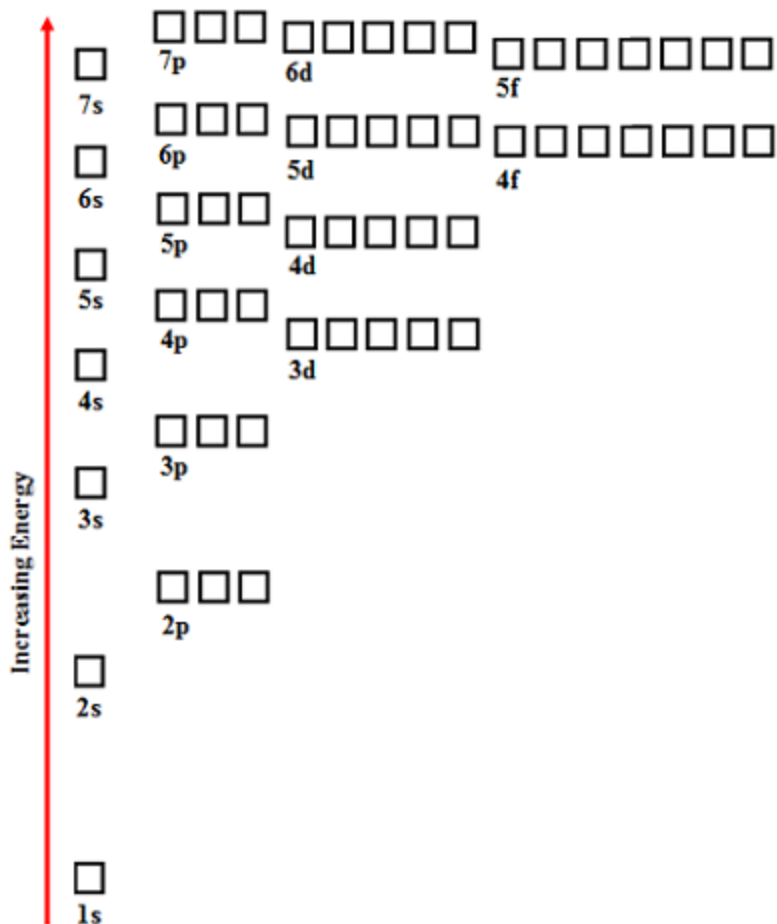 7p
6d
5f
7s
6p
5d
4f
6s
5p
4d
5s
4p
3d
4s
3p
3s
2p
2s
1s
Increasing Energy